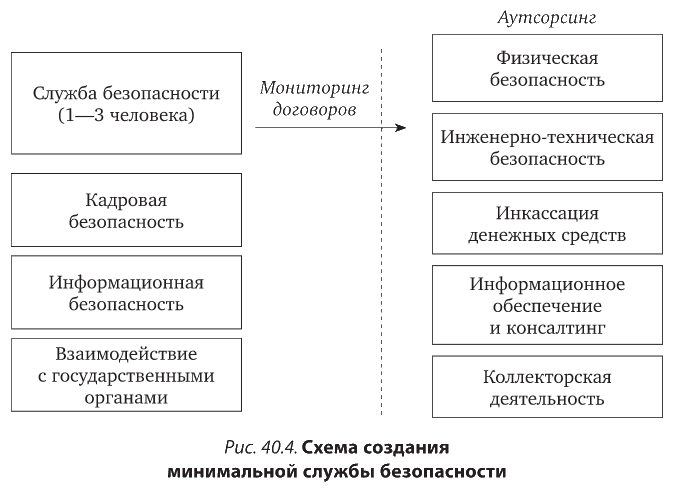 Служба безопасности
(1—3 человека)
Кадровая
безопасность
Информационная
безопасность
Взаимодействие
с государственными
органами
Мониторинг
договоров
Аутсорсинг
Физическая
безопасность
Инженерно-техническая
безопасность
Инкассация
денежных средств
Информационное
обеспечение
и консалтинг
Коллекторская
деятельность
Рис. 40.4. Схема создания
минимальной службы безопасности